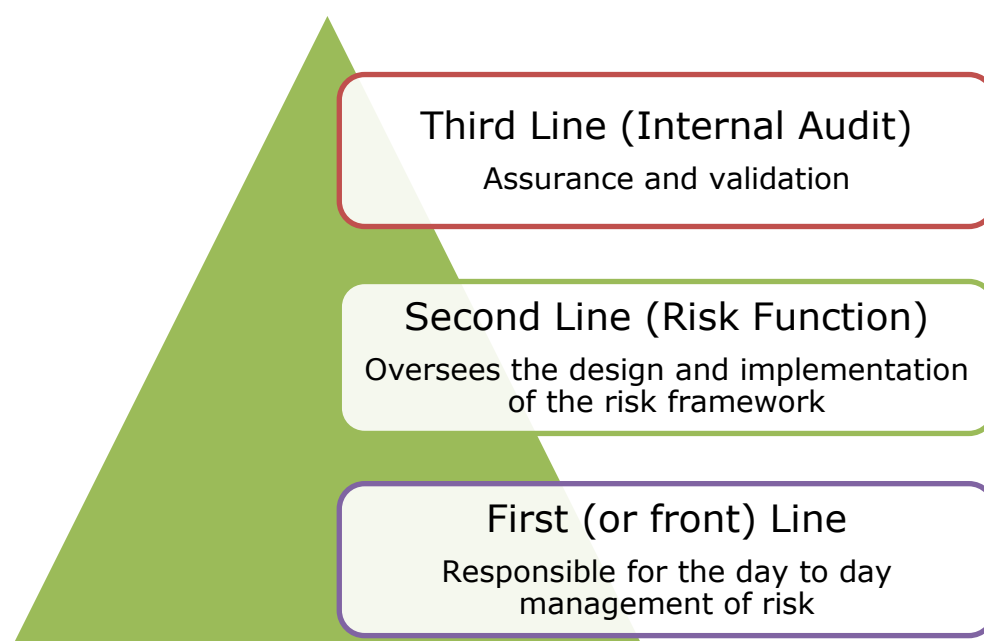 Third Line (Internal Audit)
Assurance and validation
Second Line (Risk Function)
Oversees the design and implementation
of the risk framework
First (or front) Line
Responsible for the day to day
management of risk